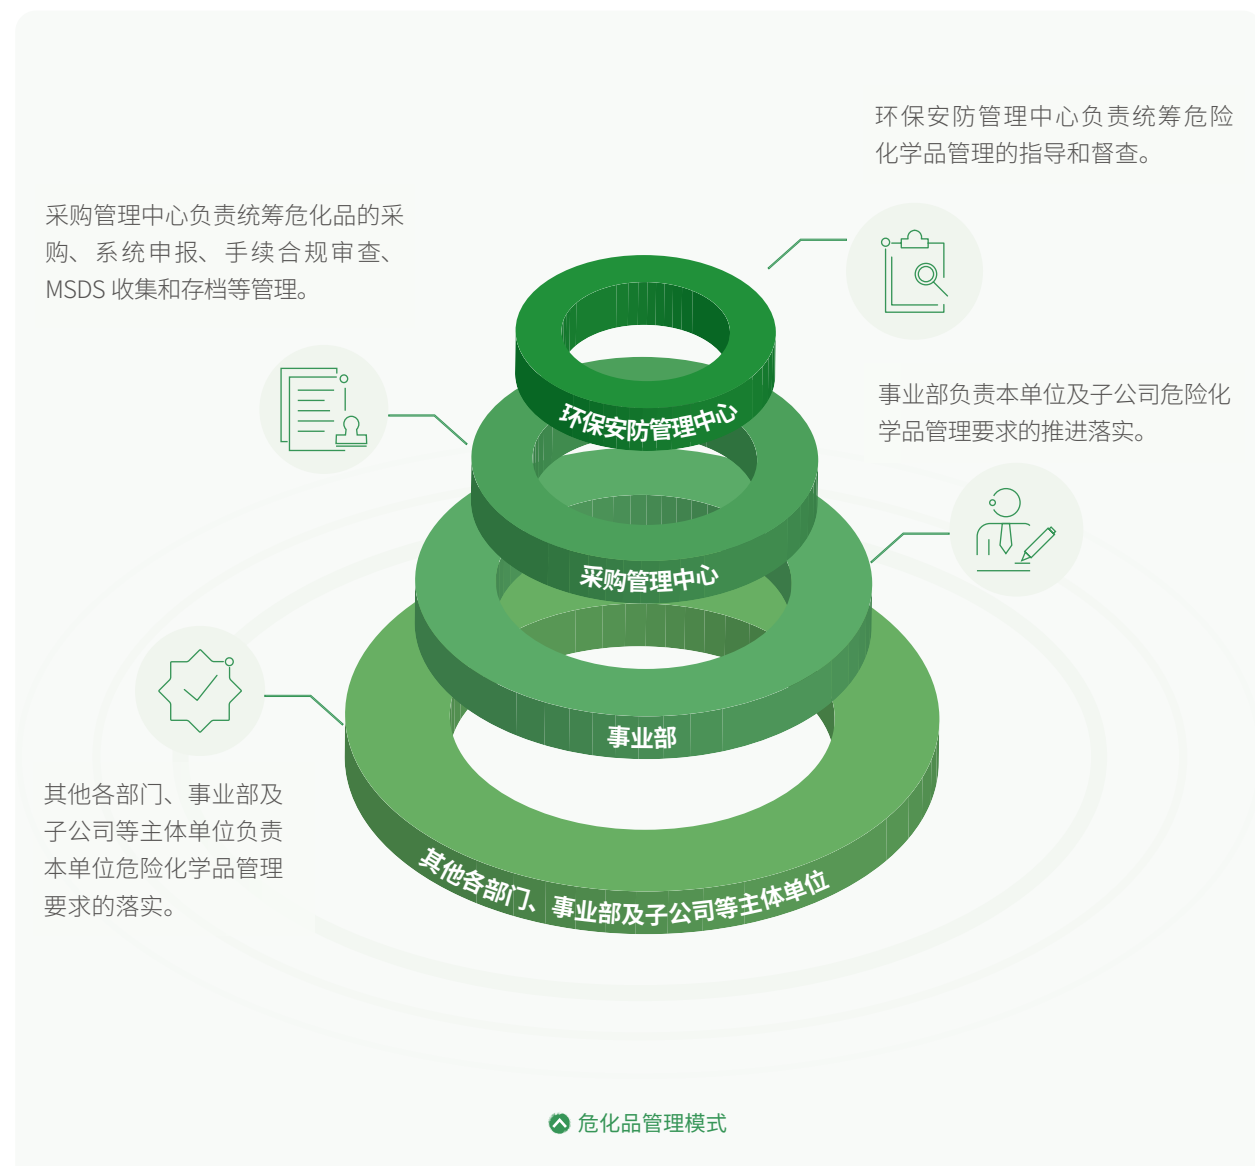 环保安防管理中心负责统筹危险
化学品管理的指导和督查。
采购管理中心负责统筹危化品的采
购、系统申报、手续合规审查、
MSDS 收集和存档等管理。
事业部负责本单位及子公司危险化
学品管理要求的推进落实。
环保安防管理中心
采购管理中心
事业部
其他各部门、事业部及子公司等主体单位
其他各部门、事业部及
子公司等主体单位负责
本单位危险化学品管理
要求的落实。
危化品管理模式